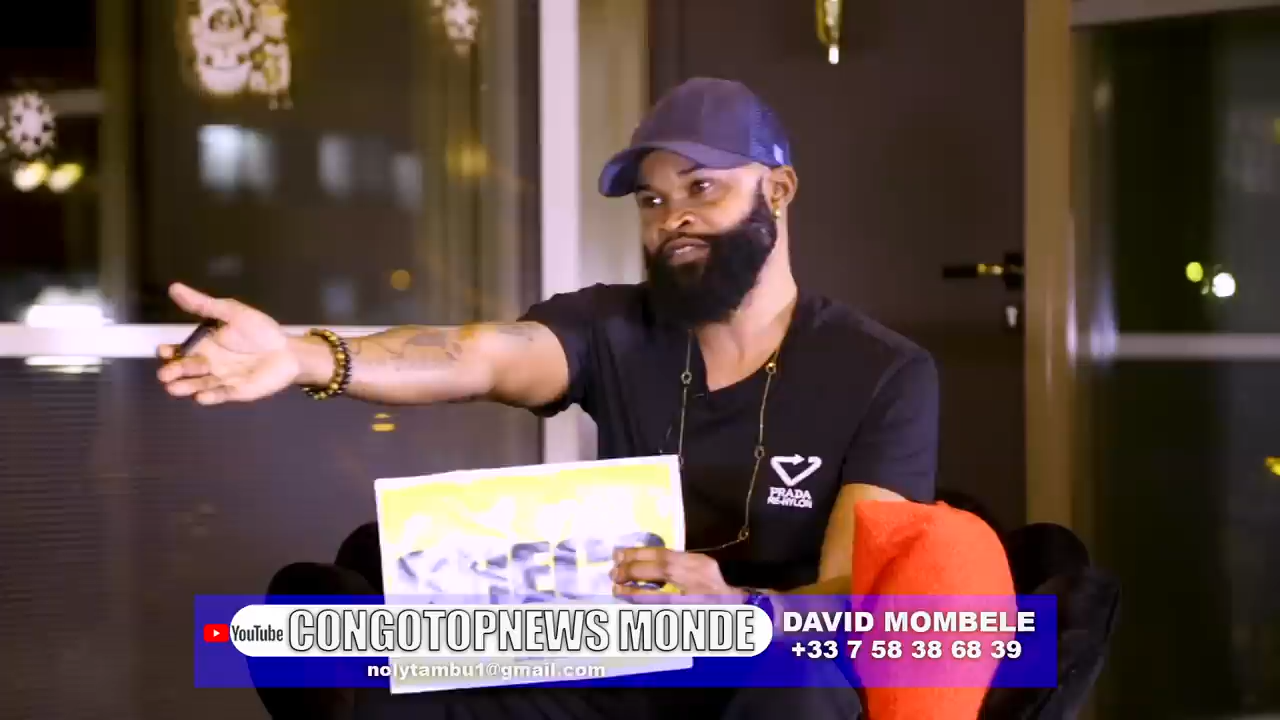 PRADA
RE-NYLON
YouTube
CONGOTOPNEWS MONDE
nolytambu1@gmail.com
DAVID MOMBELE
+33 7 58 38 68 39